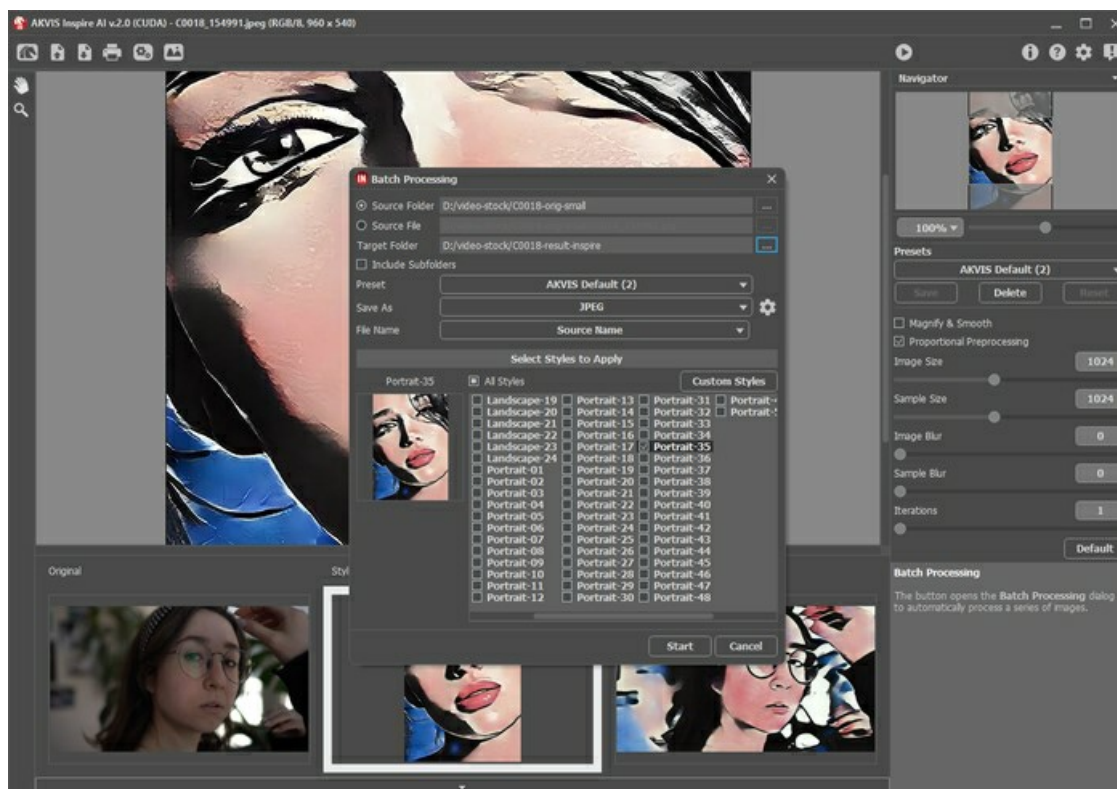 AKVIS Inspire AI v.2.0 (CUDA) - C0018_154991.jpeg (RGB/8, 960 x 540)
Navigator
100%
Presets
AKVIS Default (2)
Save
Delete
Reset
Magnify & Smooth
Proportional Preprocessing
Image Size
1024
Sample Size
1024
Image Blur
0
Sample Blur
0
Iterations
1
Default
Batch Processing
The button opens the Batch Processing dialog
to automatically process a series of images.
Batch Processing
Source Folder D:/video-stock/C0018-orig-small ...
Source File
Target Folder D:/video-stock/C0018-result-inspire ...
Include Subfolders
Preset AKVIS Default (2)
Save As JPEG
File Name Source Name
Select Styles to Apply
Portrait-35
All Styles
Custom Styles
Landscape-19 Portrait-13 Portrait-31 Portrait-4
Landscape-20 Portrait-14 Portrait-32 Portrait-5
Landscape-21 Portrait-15 Portrait-33
Landscape-22 Portrait-16 Portrait-34
Landscape-23 Portrait-17 Portrait-35
Landscape-24 Portrait-18 Portrait-36
Portrait-01 Portrait-19 Portrait-37
Portrait-02 Portrait-20 Portrait-38
Portrait-03 Portrait-21 Portrait-39
Portrait-04 Portrait-22 Portrait-40
Portrait-05 Portrait-23 Portrait-41
Portrait-06 Portrait-24 Portrait-42
Portrait-07 Portrait-25 Portrait-43
Portrait-08 Portrait-26 Portrait-44
Portrait-09 Portrait-27 Portrait-45
Portrait-10 Portrait-28 Portrait-46
Portrait-11 Portrait-29 Portrait-47
Portrait-12 Portrait-30 Portrait-48
Start
Cancel
Original
Styl